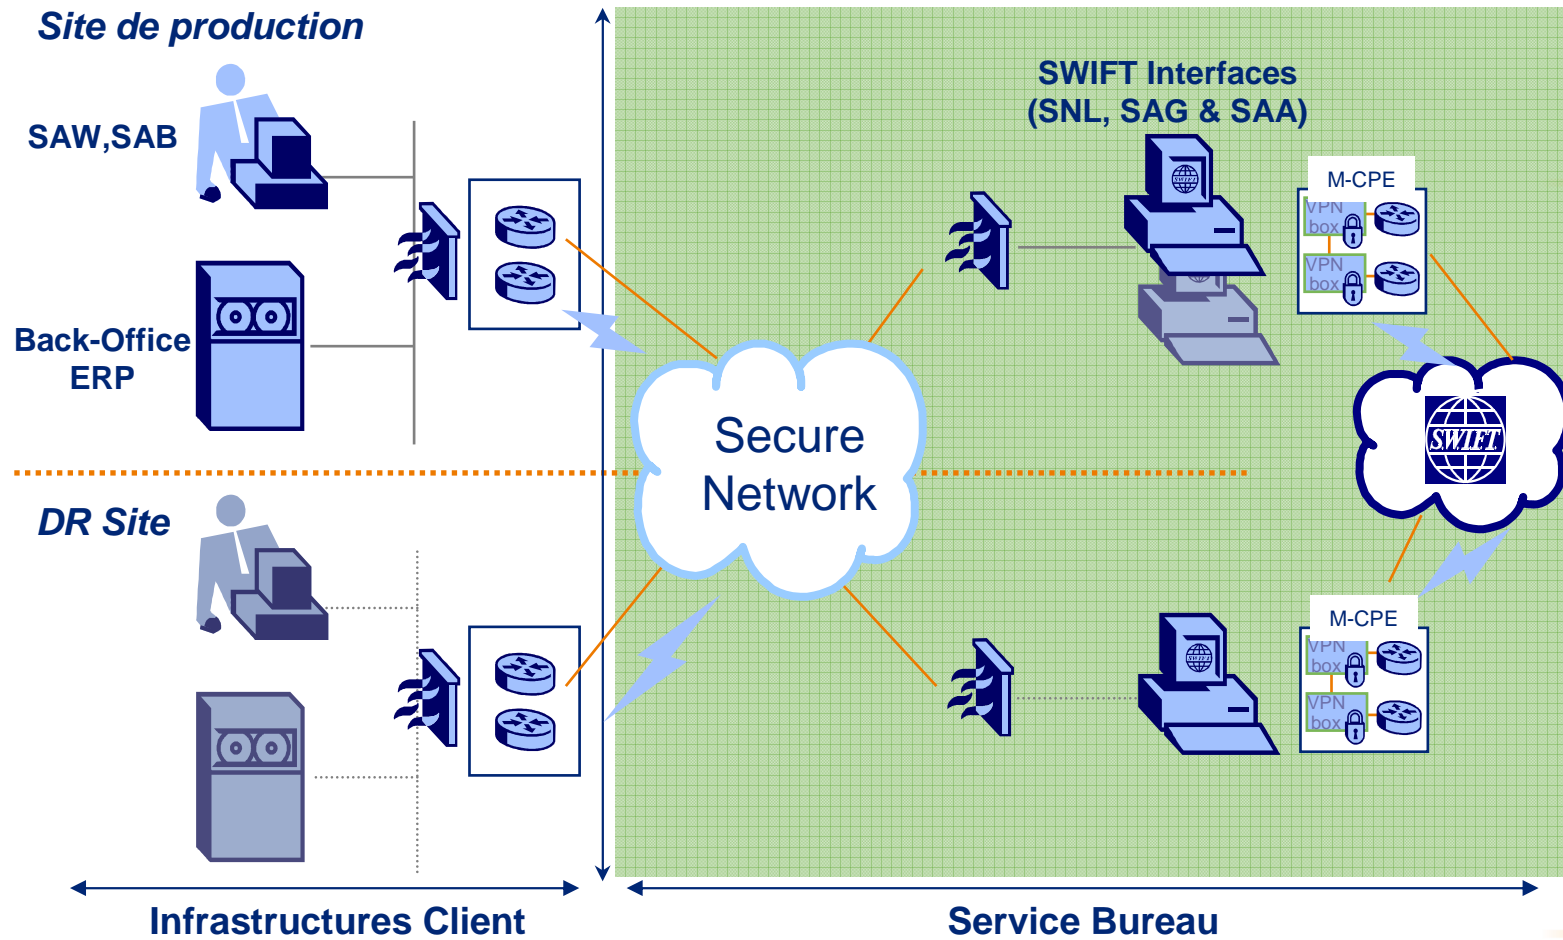 Site de production
SWIFT Interfaces
(SNL, SAG & SAA)
SAW,SAB
M-CPE
VPN
box
VPN
box
Back-Office
ERP
Secure
Network
S.W.I.F.T.
DR Site
M-CPE
VPN
box
VPN
box
Infrastructures Client
Service Bureau